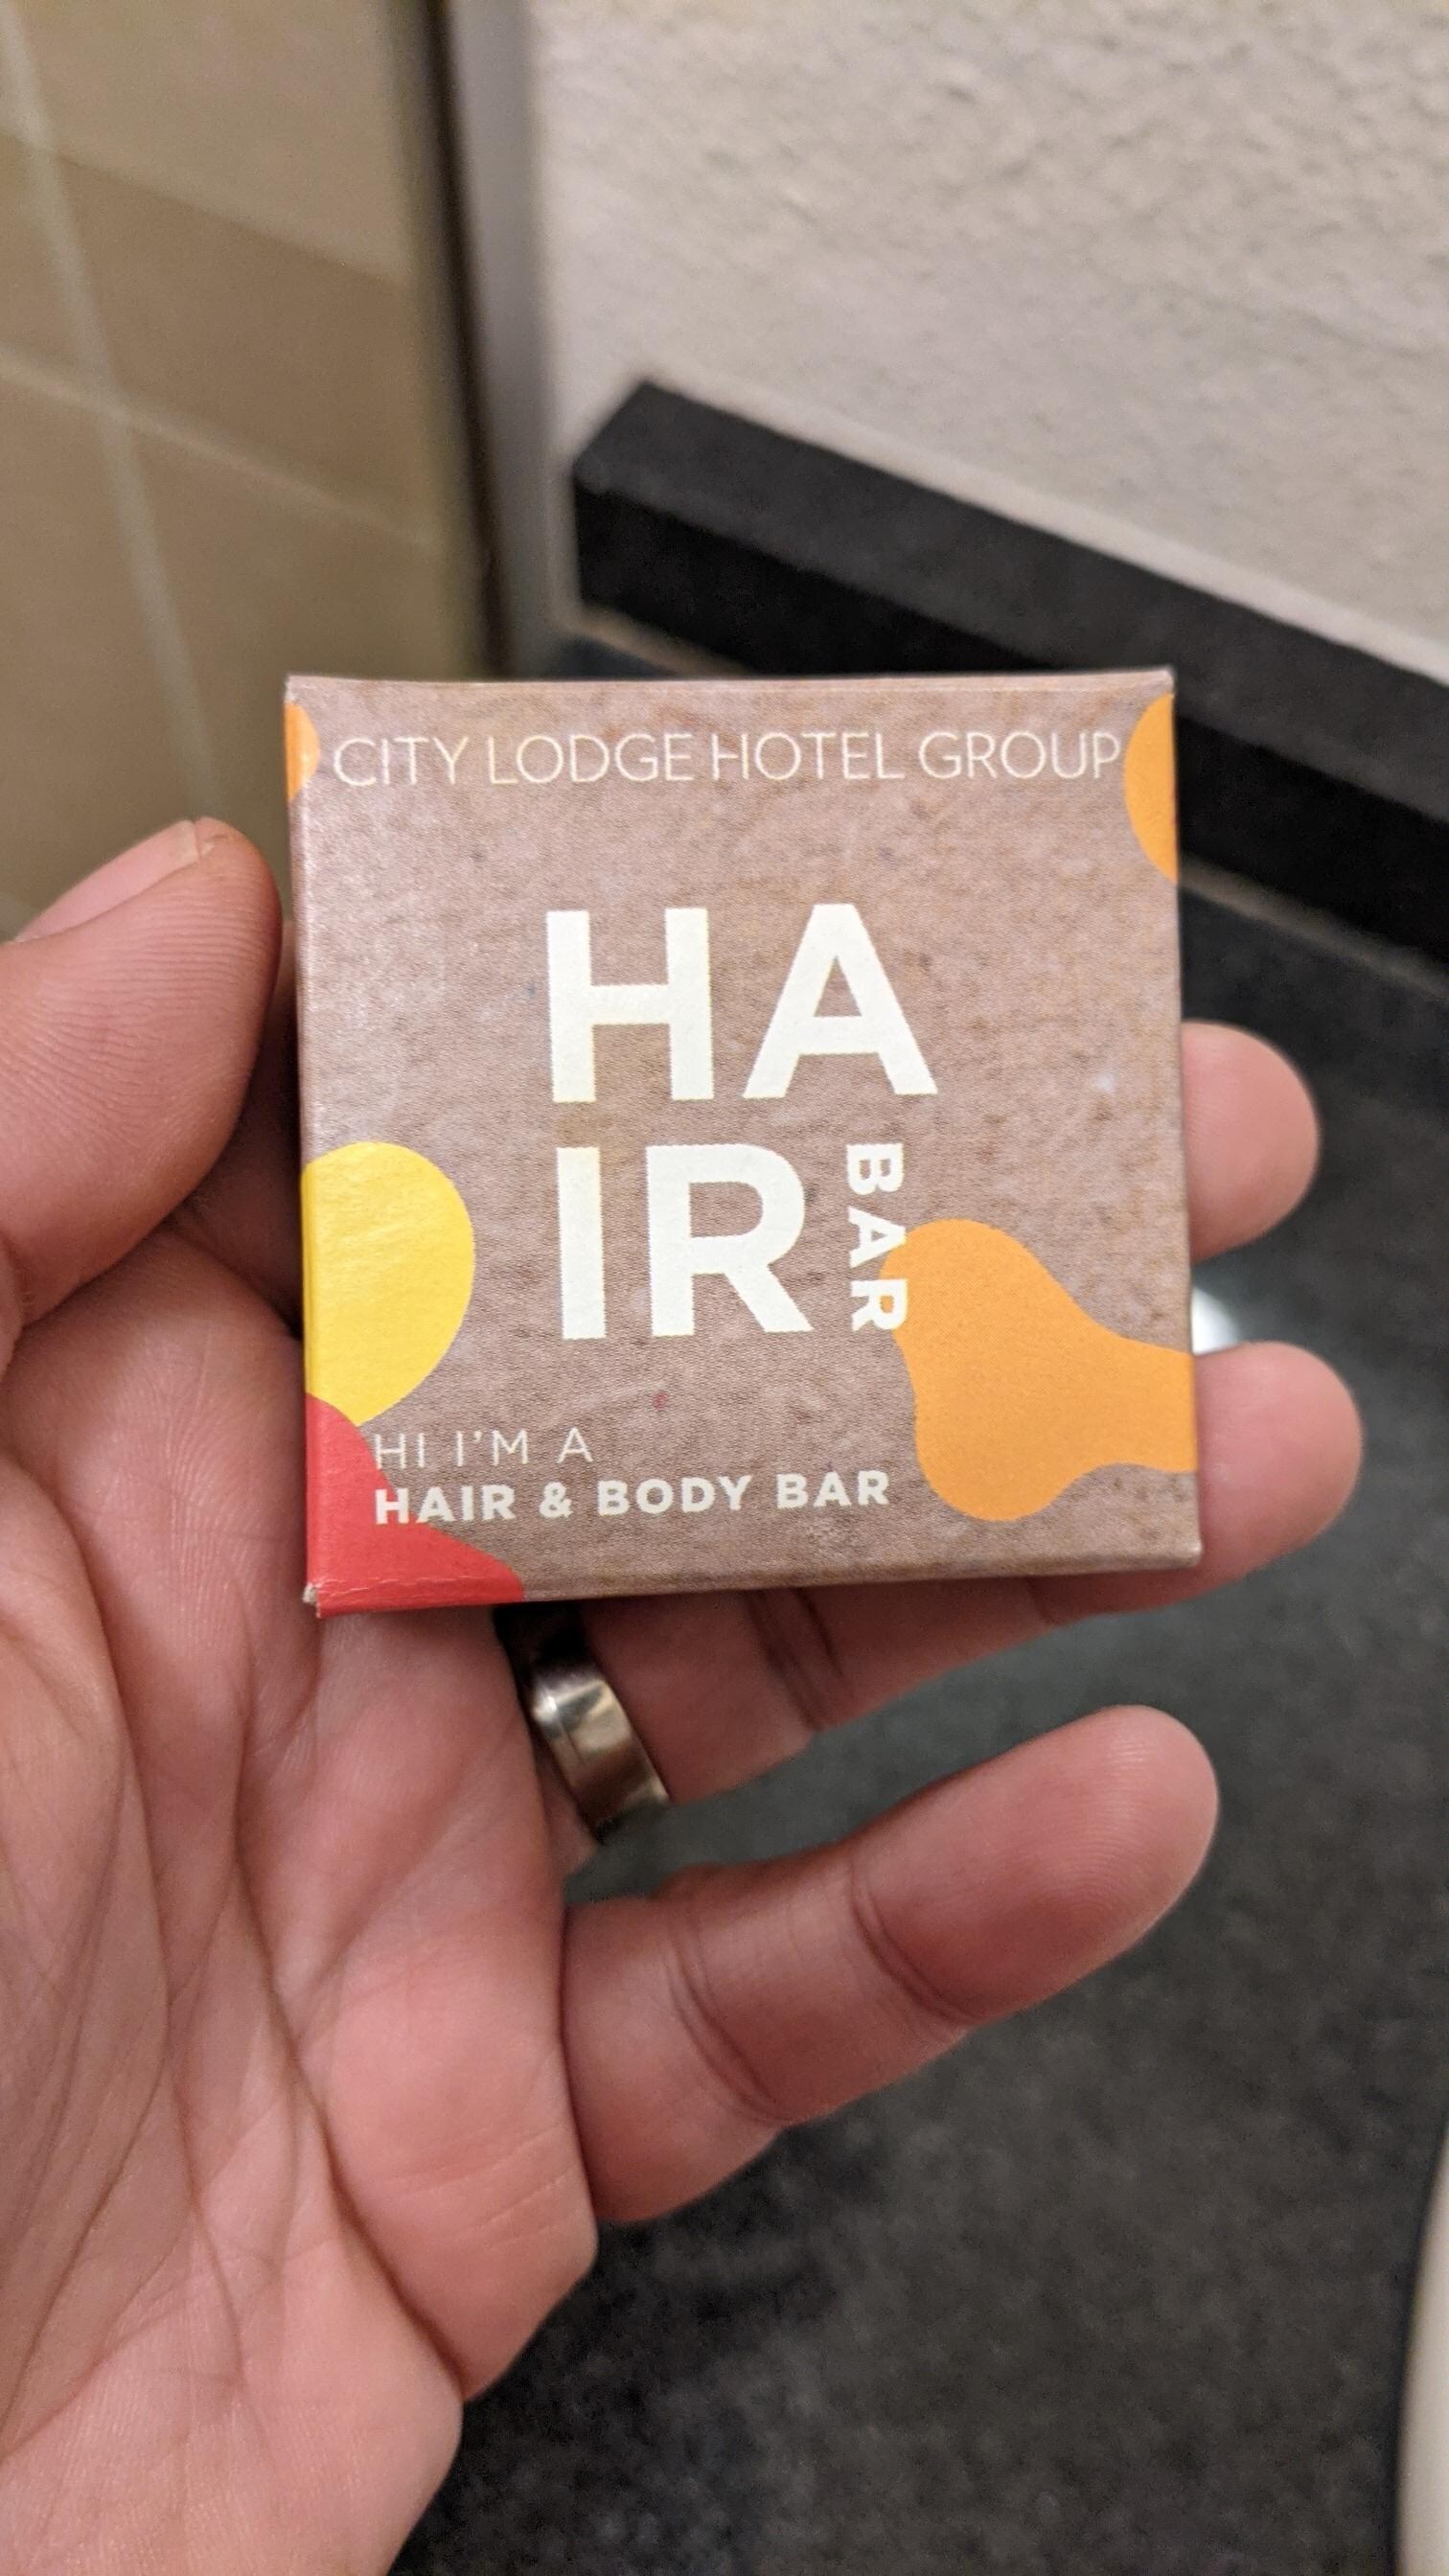 CITY LODGE HOTEL GROUP
HA
IR BAR
HI I'M A
HAIR & BODY BAR